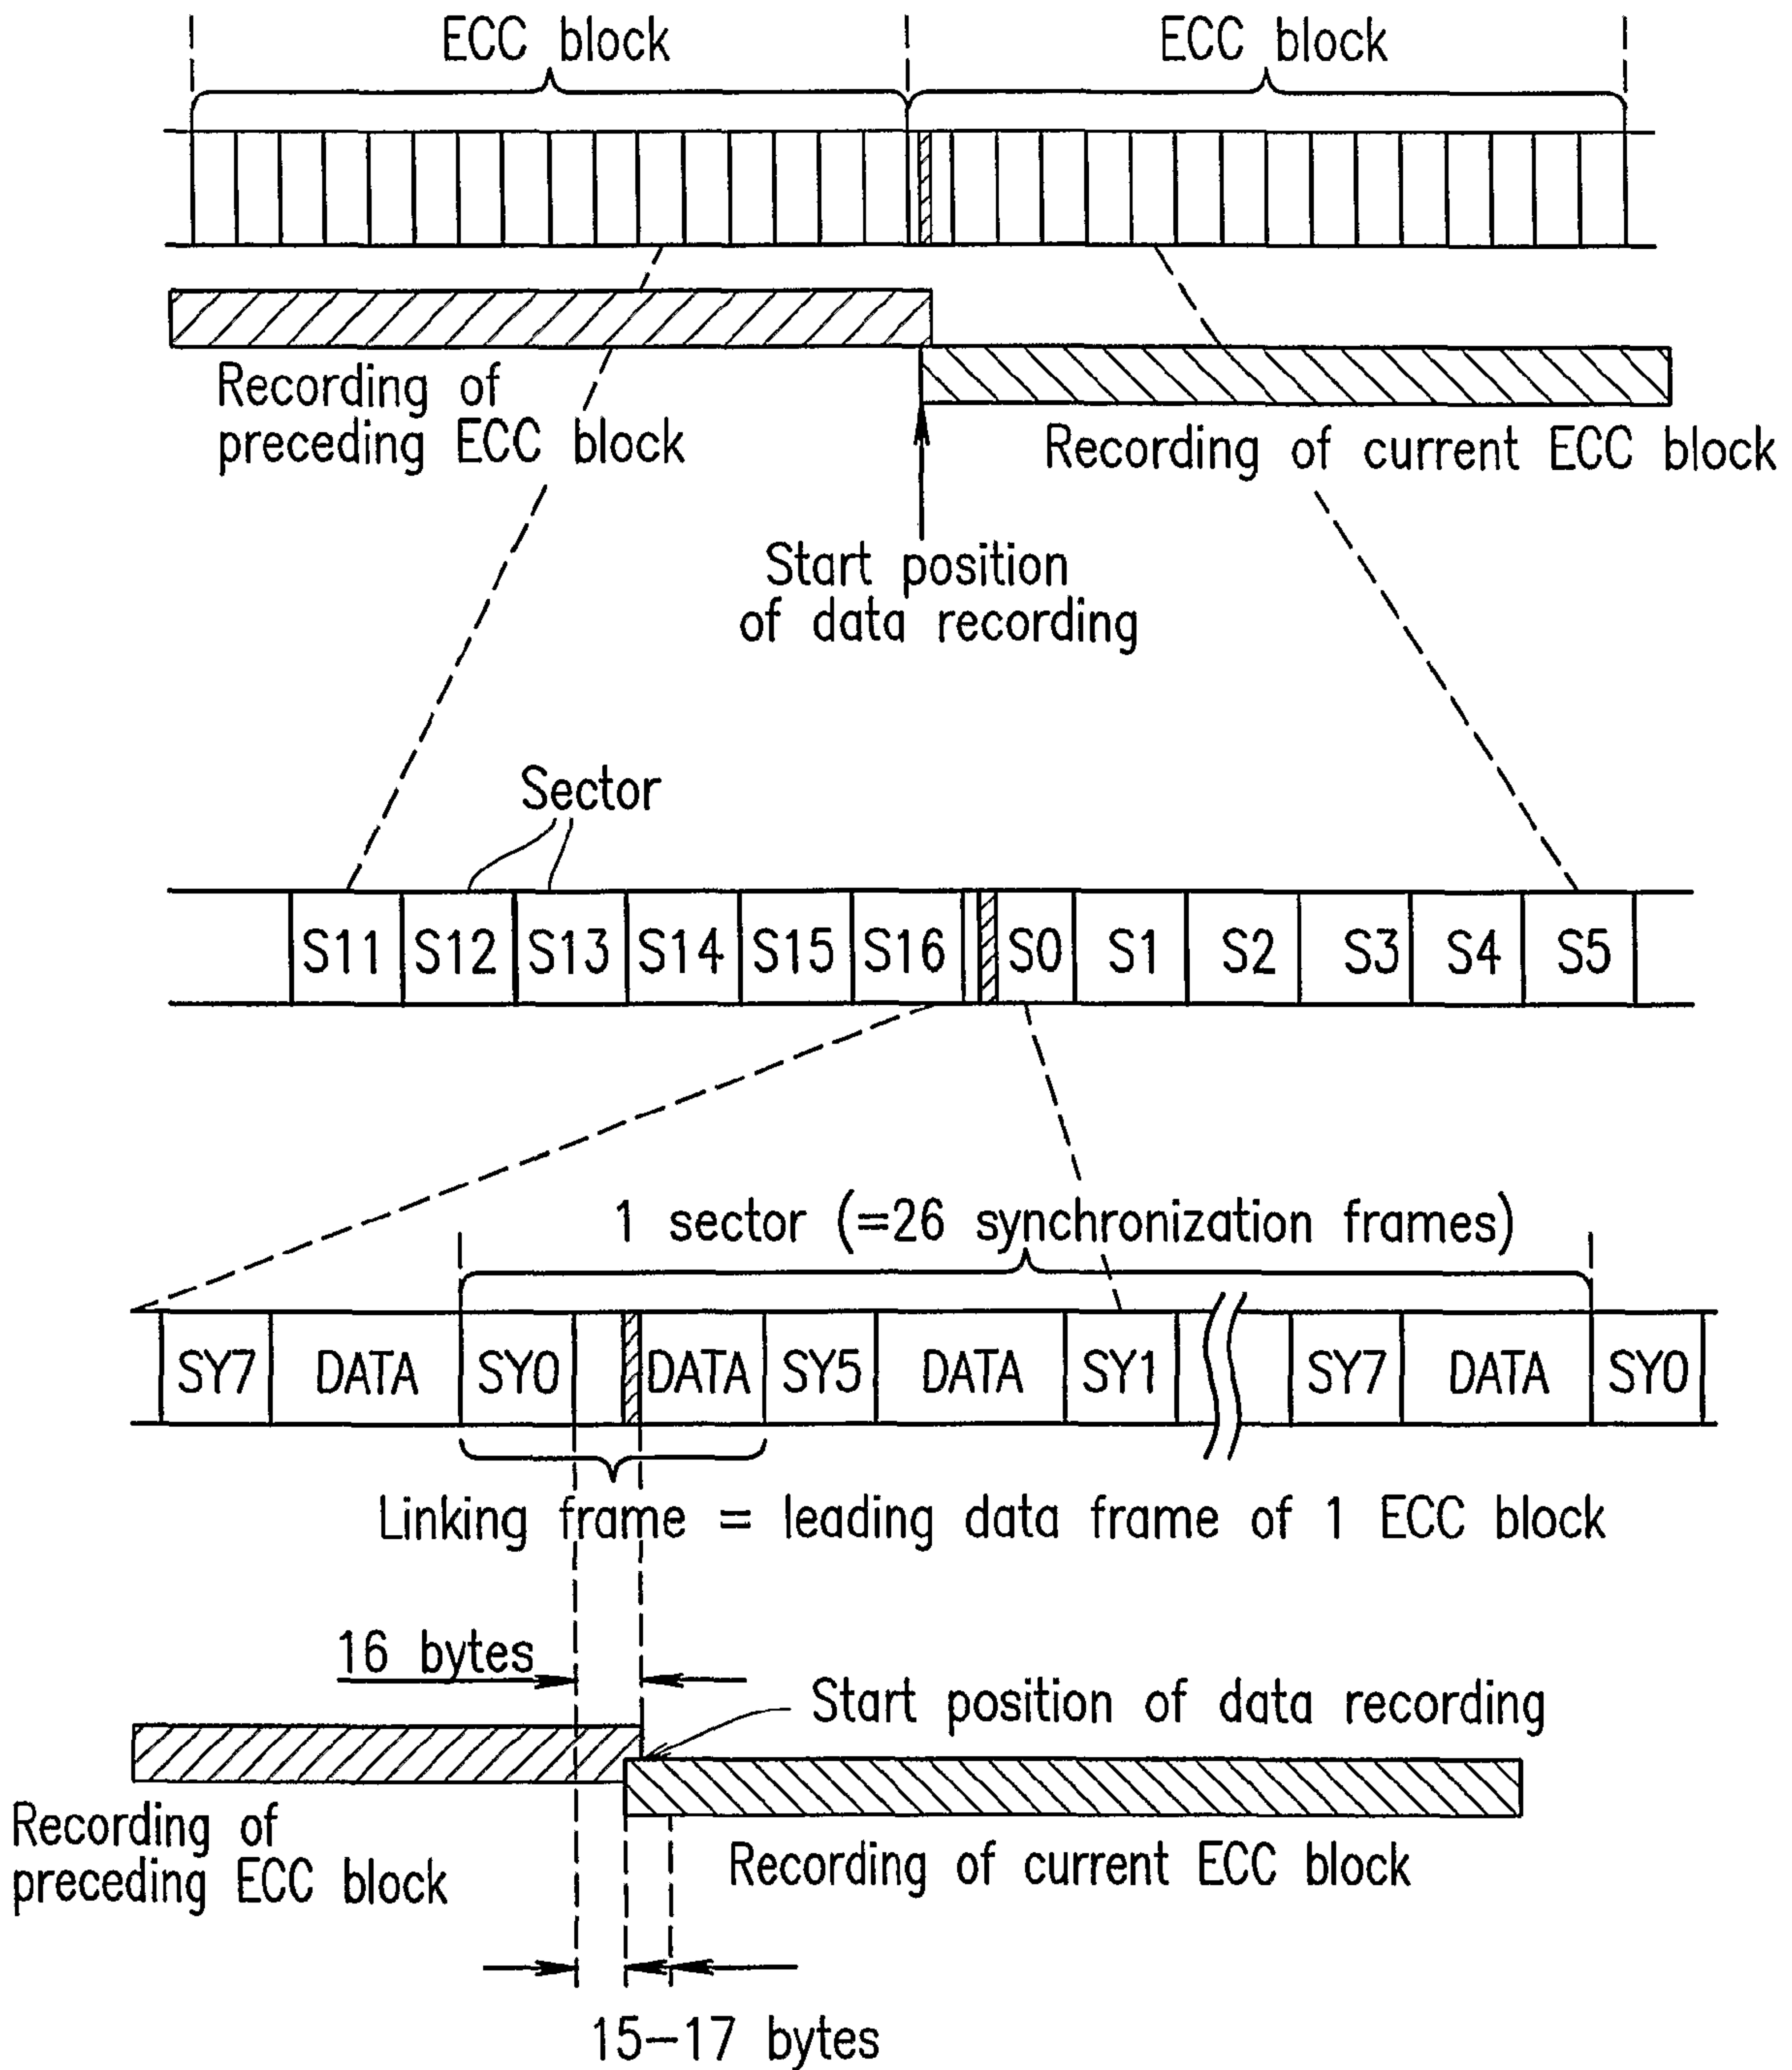 ECC block ECC block
Recording of
preceding ECC block
Recording of current ECC block
Start position
of data recording
Sector
S11 S12 S13 S14 S15 S16 S0 S1 S2 S3 S4 S5
1 sector (=26 synchronization frames)
SY7 DATA SY0 DATA SY5 DATA SY1 SY7 DATA SY0
Linking frame = leading data frame of 1 ECC block
16 bytes
Start position of data recording
Recording of
preceding ECC block
Recording of current ECC block
15-17 bytes